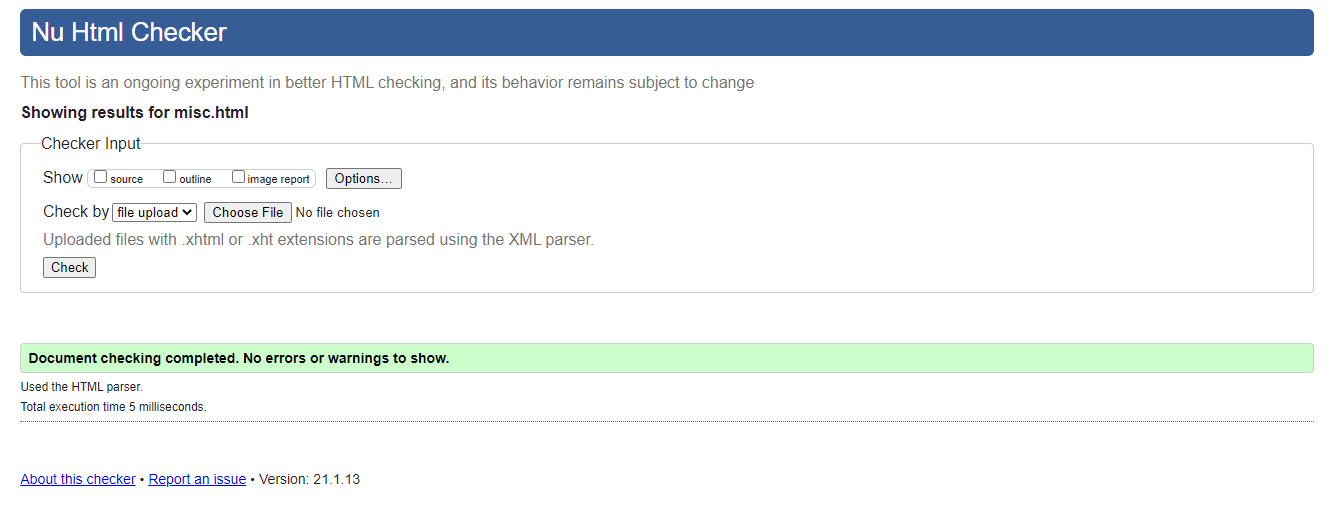 Nu Html Checker
This tool is an ongoing experiment in better HTML checking, and its behavior remains subject to change
Showing results for misc.html
Checker Input
Show source outline image report Options...
Check by file upload Choose File No file chosen
Uploaded files with .xhtml or .xht extensions are parsed using the XML parser.
Check
Document checking completed. No errors or warnings to show.
Used the HTML parser.
Total execution time 5 milliseconds.
About this checker • Report an issue • Version: 21.1.13